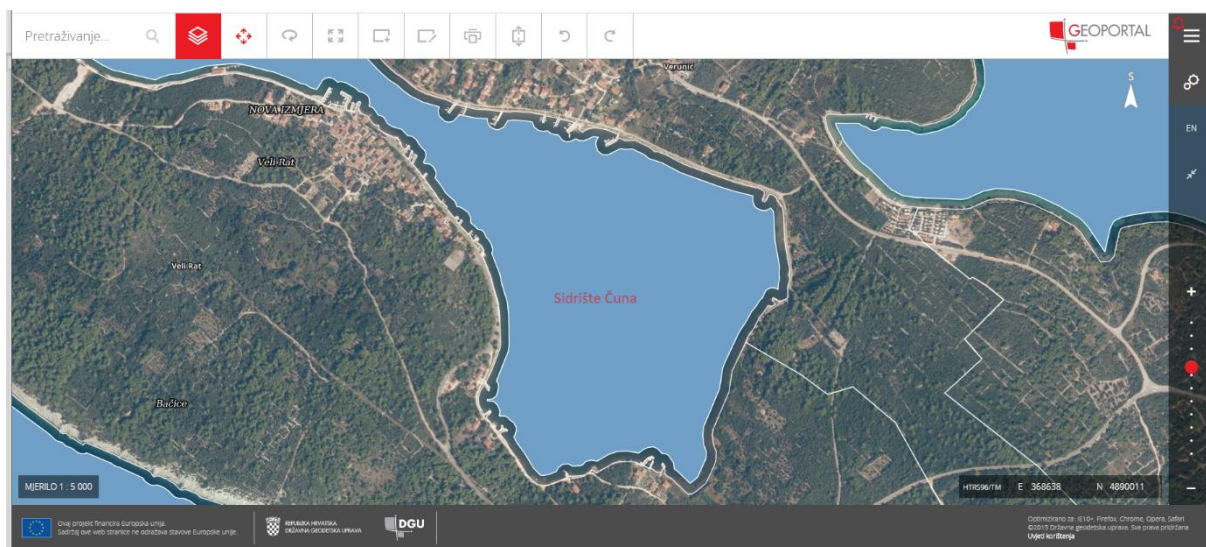 Pretraživanje...
GEOPORTAL
S
EN
Verunić
NOVA IZMJERA
Veli Rat
Veli Rat
Sidrište Čuna
Bačice
MJERILO 1 : 5 000
HTRS96/TM E 368638 N 4890011
Ovaj projekt financira Europska unija.
Sadržaj ove web stranice ne odražava stavove Europske unije.
REPUBLIKA HRVATSKA
DRŽAVNA GEODETSKA UPRAVA
DGU
Optimizirano za: IE10+, Firefox, Chrome, Opera, Safari
©2015 Državna geodetska uprava. Sva prava pridržana
Uvjeti korištenja